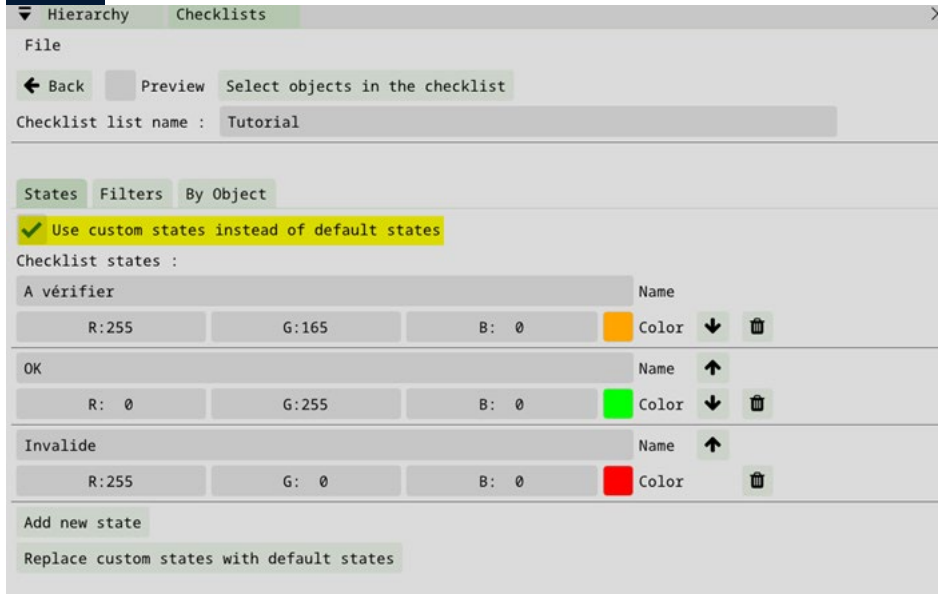 Hierarchy Checklists
File
Back Preview Select objects in the checklist
Checklist list name : Tutorial
States Filters By Object
Use custom states instead of default states
Checklist states :
A vérifier Name
R:255 G:165 B: 0 Color
OK Name
R: 0 G:255 B: 0 Color
Invalide Name
R:255 G: 0 B: 0 Color
Add new state
Replace custom states with default states